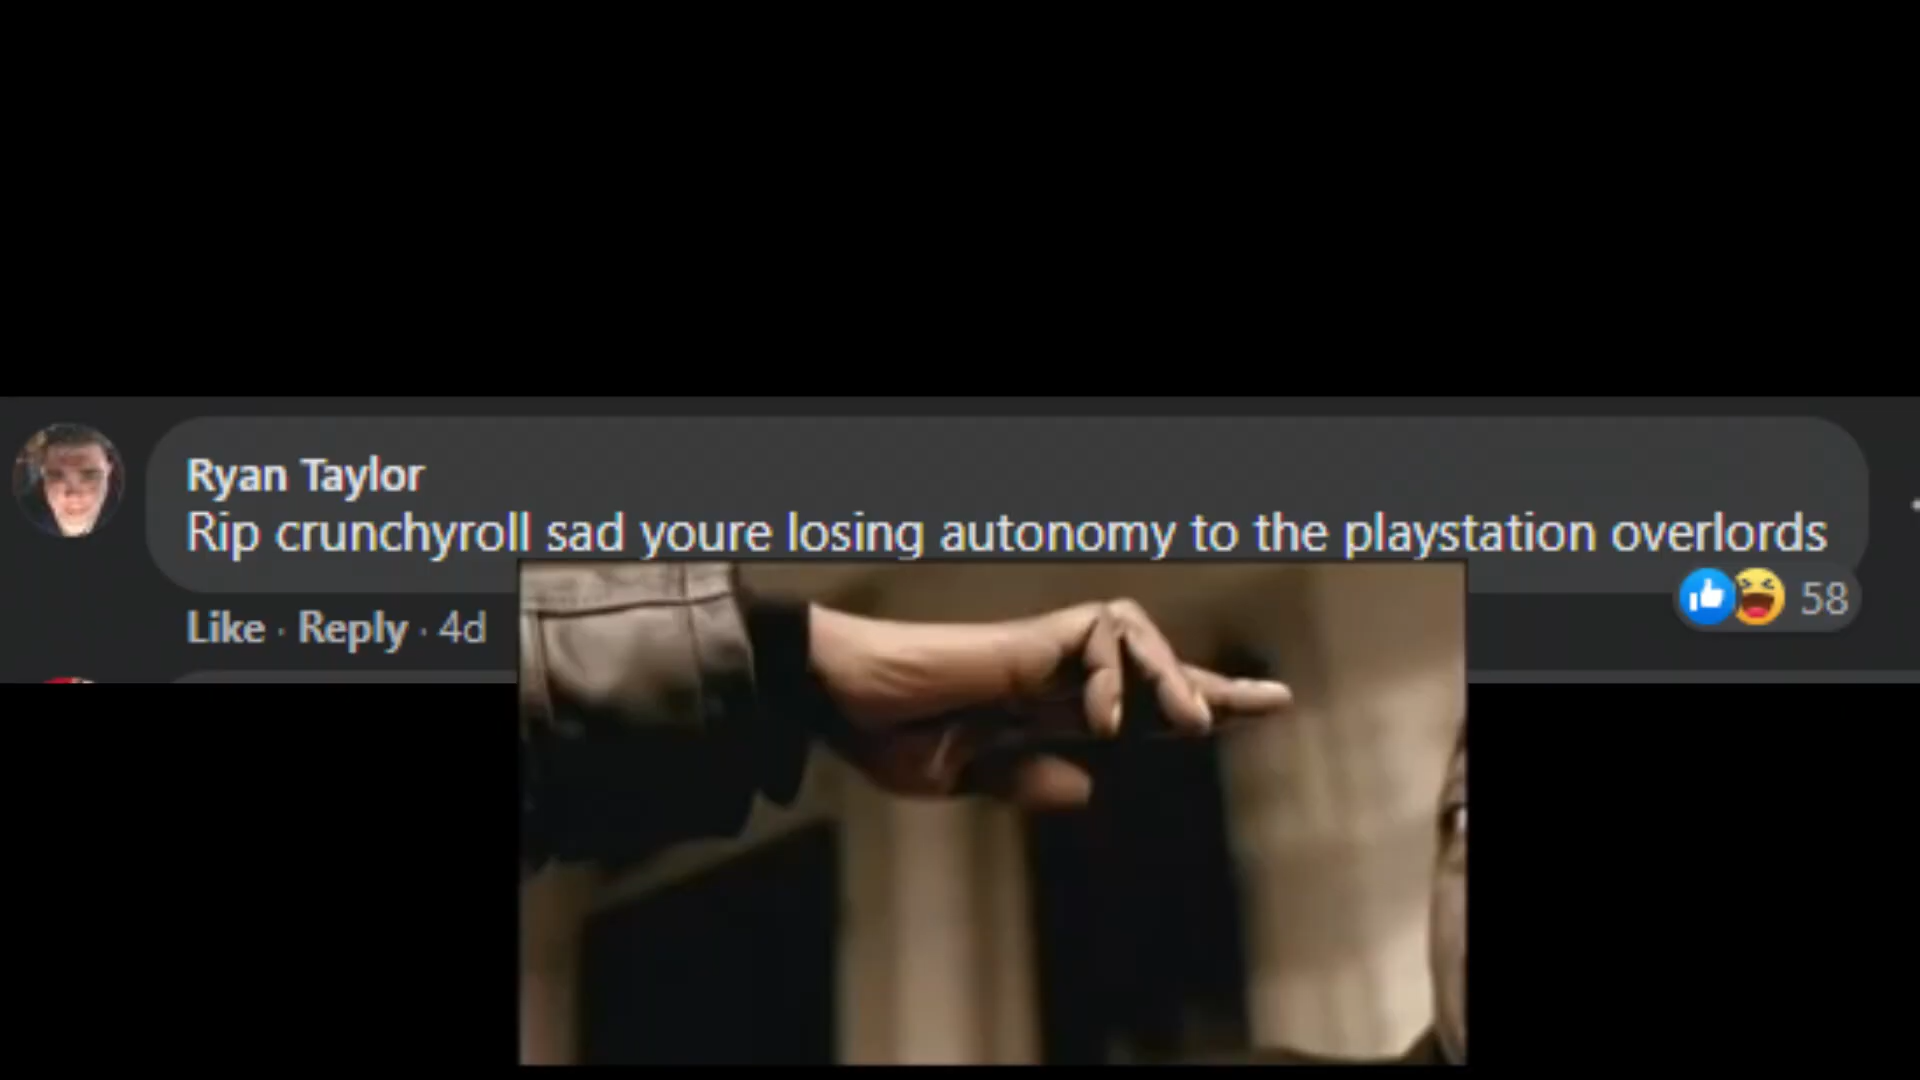 Ryan Taylor
Rip crunchyroll sad youre losing autonomy to the playstation overlords
58
Like · Reply · 4d